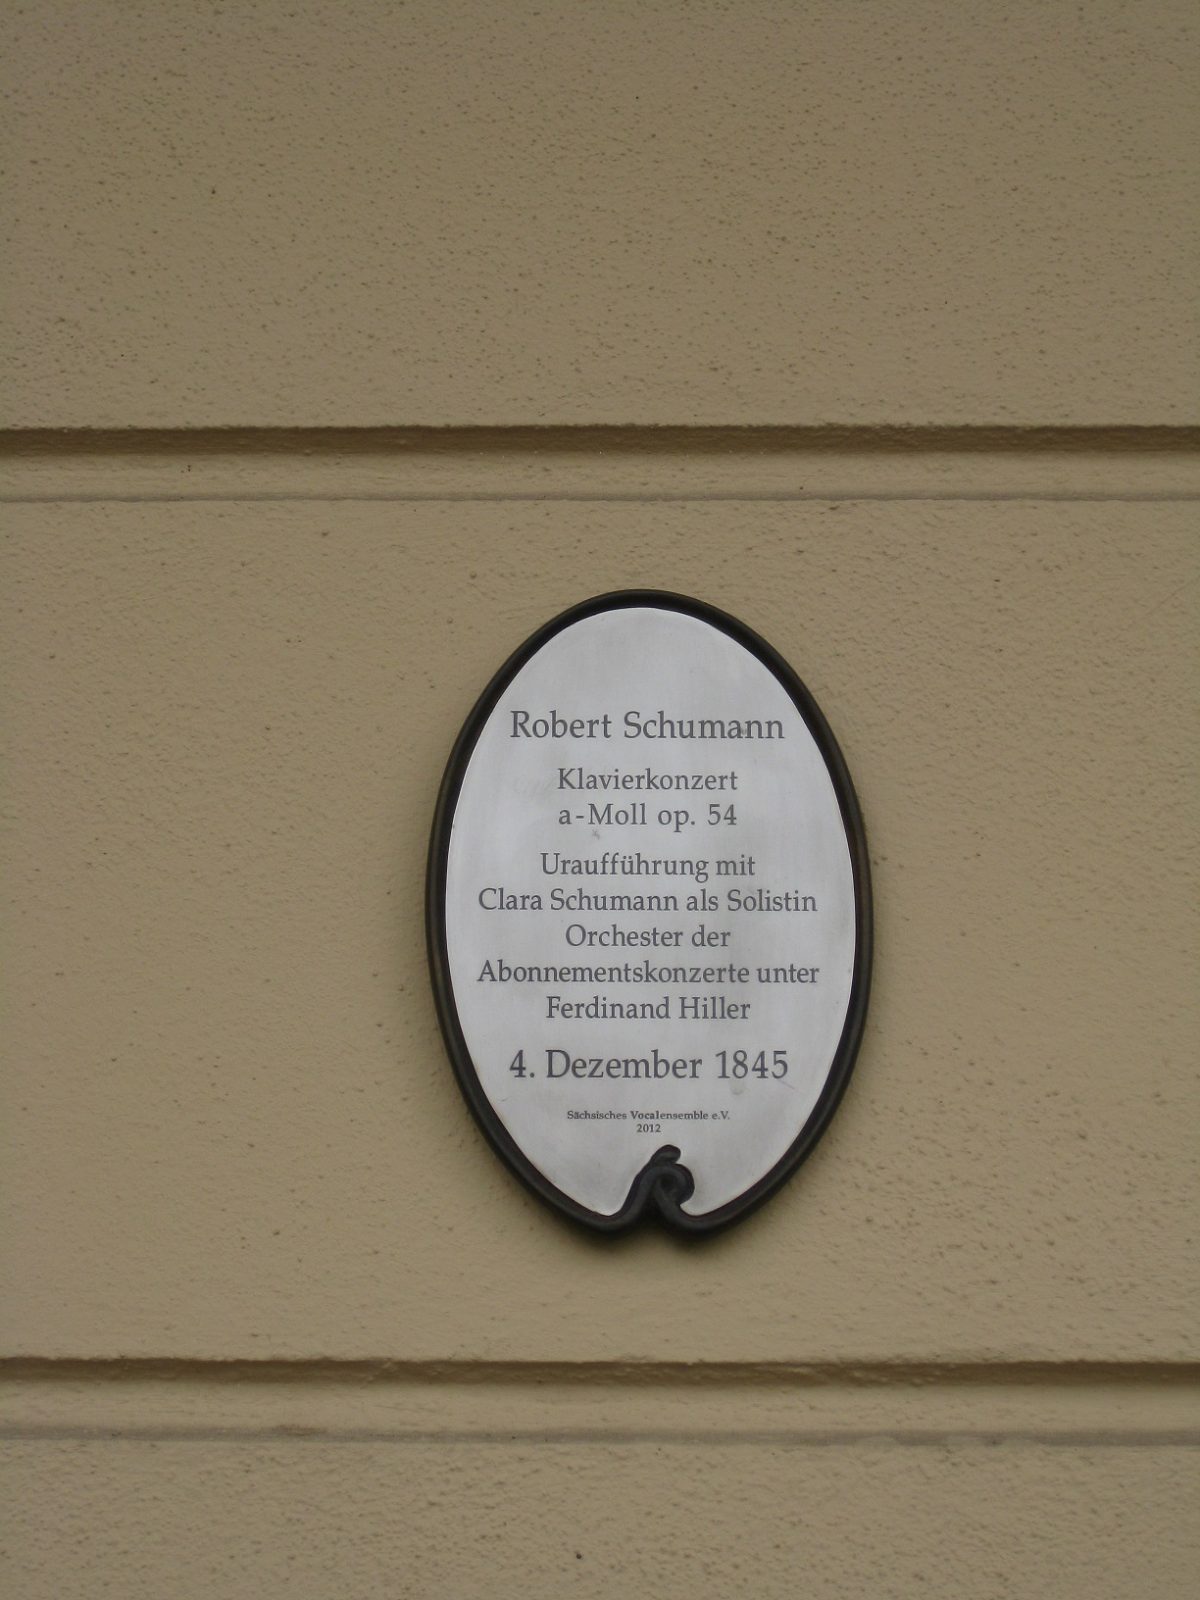 Robert Schumann
Klavierkonzert
a-Moll op. 54
Uraufführung mit
Clara Schumann als Solistin
Orchester der
Abonnementskonzerte unter
Ferdinand Hiller
4. Dezember 1845
Sächsisches Vocalensemble e.V.
2012